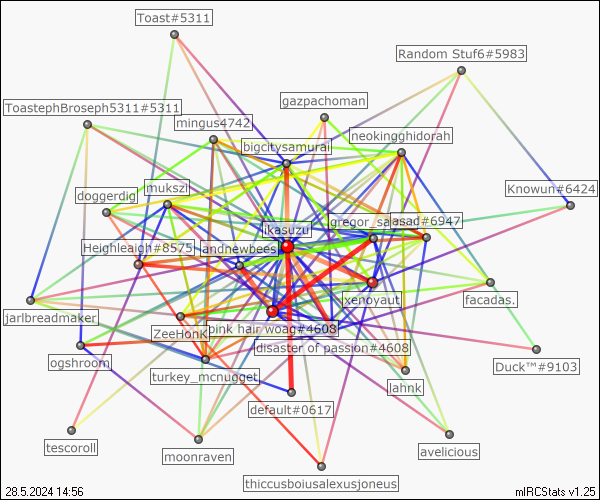 Toast#5311
Random Stuf6#5983
ToastephBroseph5311#5311
gazpachoman
mingus4742
neokingghidorah
bigcitysamurai
mukszi
Knowun#6424
doggerdig
ikasuzu
gregor_sa
asad#6947
Heighleaigh#8575
andnewbees
xenoyaut
facadas.
jarlbreadmaker
ZeeHonk
pink hair woag#4608
disaster of passion#4608
ogshroom
Duck™#9103
turkey_mcnugget
lahnk
default#0617
tescoroll
moonraven
avelicious
thiccusboiusalexusjoneus
28.5.2024 14:56
mIRCStats v1.25